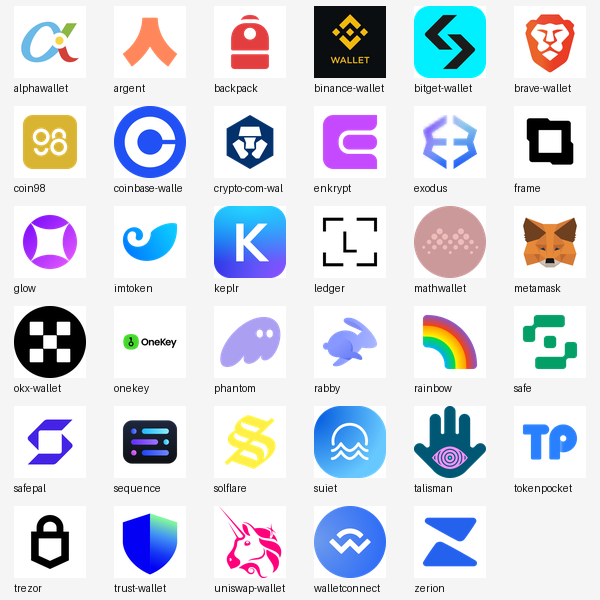 WALLET
alphawallet argent backpack binance-wallet bitget-wallet brave-wallet
98
coin98 coinbase-walle crypto-com-wal enkrypt exodus frame
K L
glow imtoken keplr ledger mathwallet metamask
OneKey
okx-wallet onekey phantom rabby rainbow safe
TP
safepal sequence solflare suiet talisman tokenpocket
trezor trust-wallet uniswap-wallet walletconnect zerion